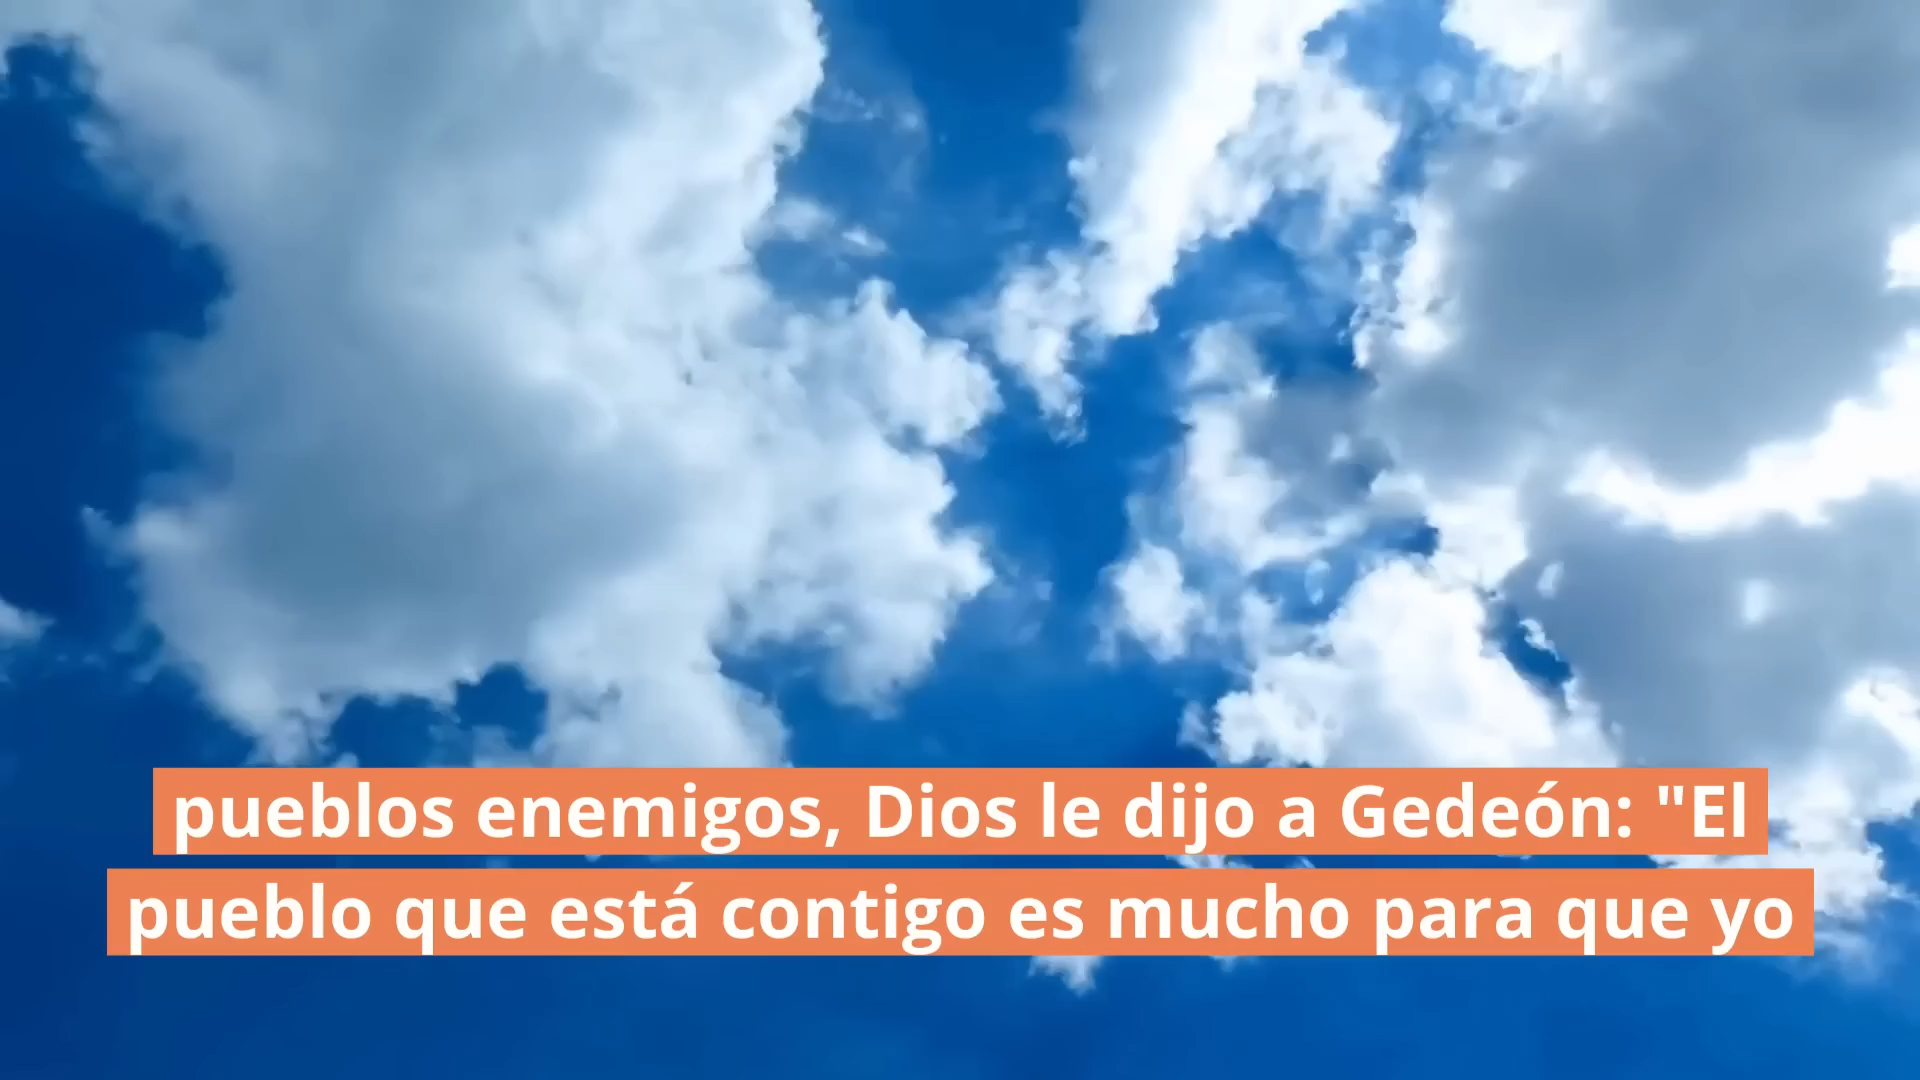 pueblos enemigos, Dios le dijo a Gedeón: "El
pueblo que está contigo es mucho para que yo